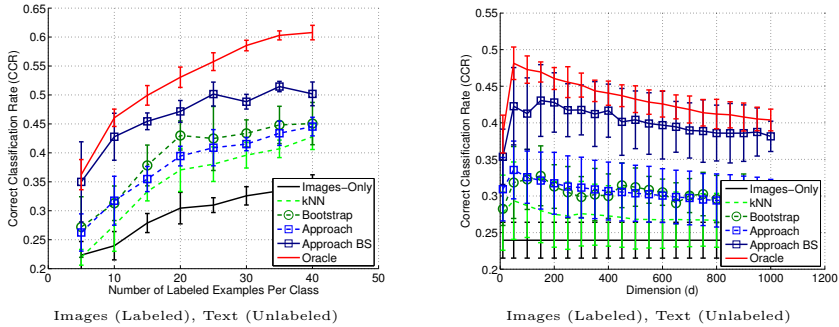 0.65
0.6
0.55
0.5
0.45
0.4
0.35
0.3
0.25
0.2
Correct Classification Rate (CCR)
0 10 20 30 40 50
Number of Labeled Examples Per Class
Images-Only
kNN
Bootstrap
Approach
Approach BS
Oracle
Images (Labeled), Text (Unlabeled)
0.55
0.5
0.45
0.4
0.35
0.3
0.25
0.2
Correct Classification Rate (CCR)
0 200 400 600 800 1000 1200
Dimension (d)
Images-Only
kNN
Bootstrap
Approach
Approach BS
Oracle
Images (Labeled), Text (Unlabeled)